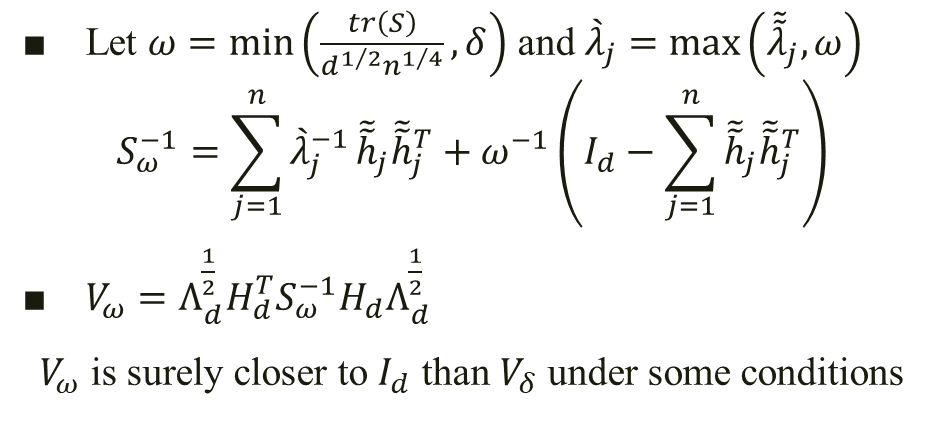 ▪ Let ω = min(tr(S)/(d^{1/2}n^{1/4}), δ) and λ̀_j = max(λ̃̃_j, ω)
S_ω^{-1} = ∑_{j=1}^{n} λ̀_j^{-1} h̃̃_j h̃̃_j^T + ω^{-1}(I_d − ∑_{j=1}^{n} h̃̃_j h̃̃_j^T)
▪ V_ω = Λ_d^{1/2} H_d^T S_ω^{-1} H_d Λ_d^{1/2}
V_ω is surely closer to I_d than V_δ under some conditions